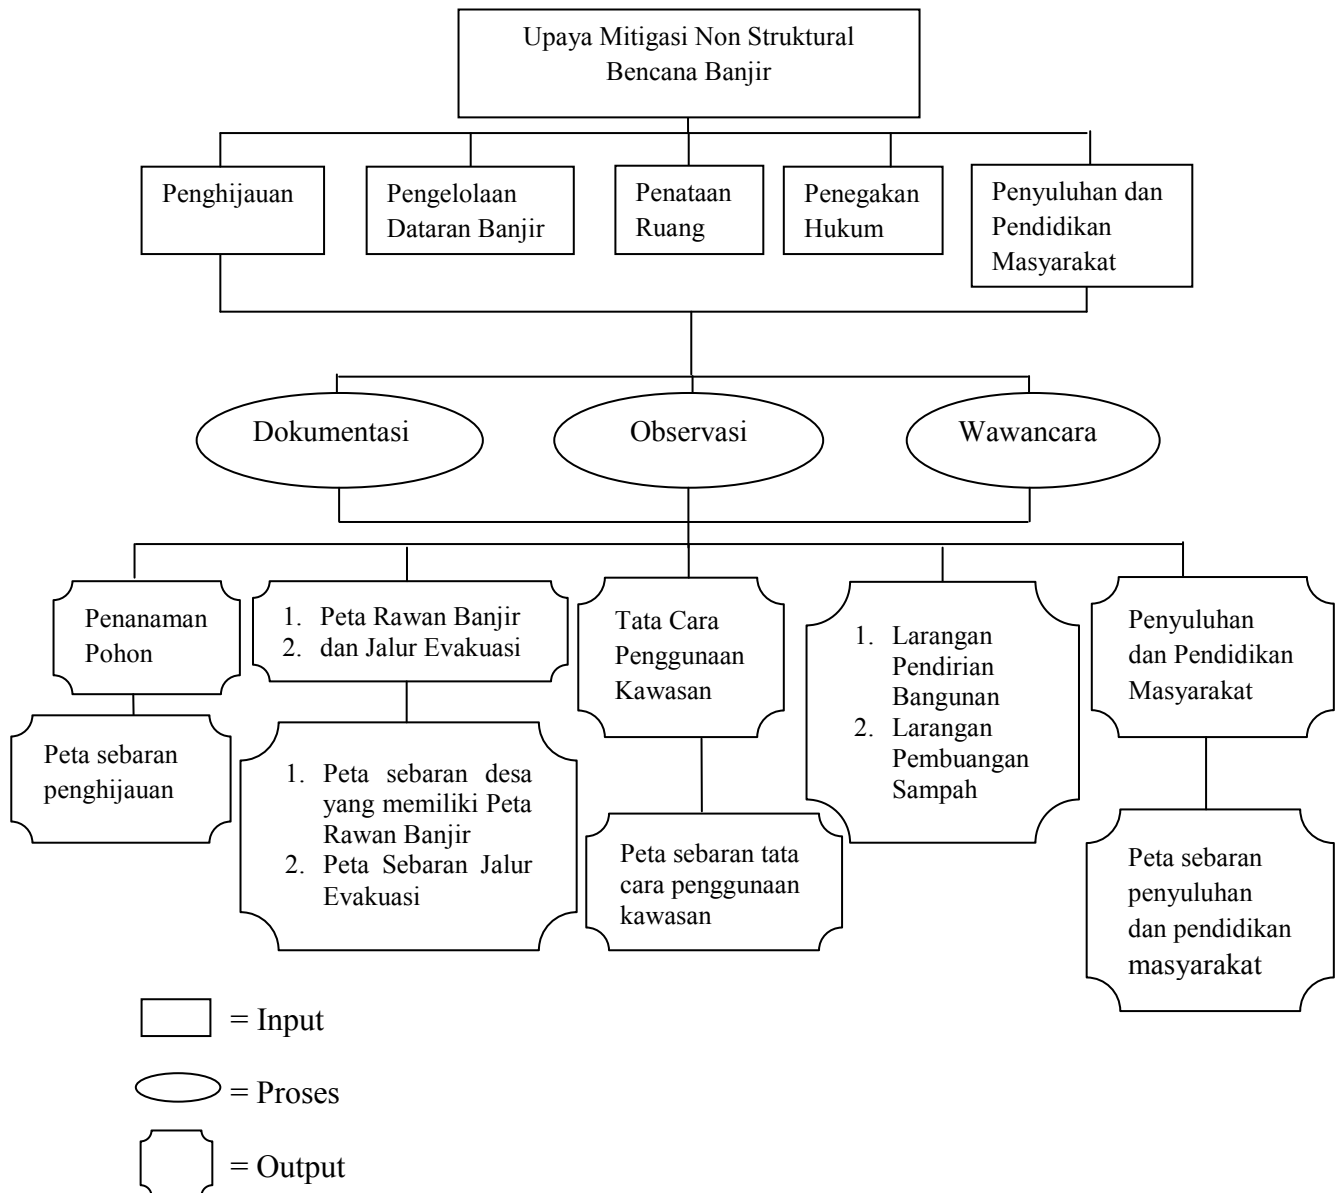 Upaya Mitigasi Non Struktural
Bencana Banjir
Penghijauan
Pengelolaan
Dataran Banjir
Penataan
Ruang
Penegakan
Hukum
Penyuluhan dan
Pendidikan
Masyarakat
Dokumentasi
Observasi
Wawancara
Penanaman
Pohon
1. Peta Rawan Banjir
2. dan Jalur Evakuasi
Tata Cara
Penggunaan
Kawasan
1. Larangan
Pendirian
Bangunan
2. Larangan
Pembuangan
Sampah
Penyuluhan
dan Pendidikan
Masyarakat
Peta sebaran
penghijauan
1. Peta sebaran desa
yang memiliki Peta
Rawan Banjir
2. Peta Sebaran Jalur
Evakuasi
Peta sebaran tata
cara penggunaan
kawasan
Peta sebaran
penyuluhan
dan pendidikan
masyarakat
= Input
= Proses
= Output